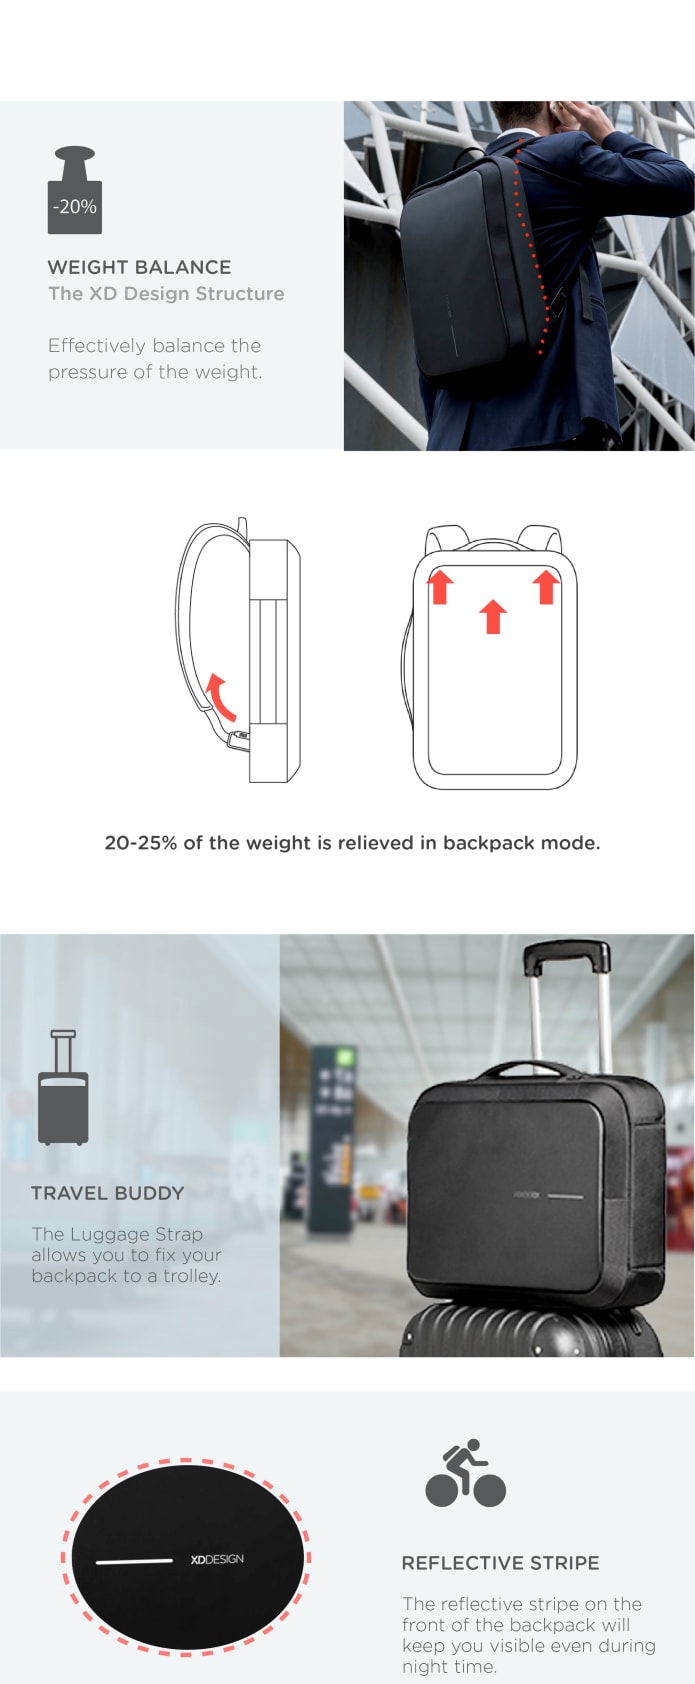 -20%
WEIGHT BALANCE
The XD Design Structure
Effectively balance the
pressure of the weight.
20-25% of the weight is relieved in backpack mode.
TRAVEL BUDDY
The Luggage Strap
allows you to fix your
backpack to a trolley.
XDDESIGN
REFLECTIVE STRIPE
The reflective stripe on the
front of the backpack will
keep you visible even during
night time.